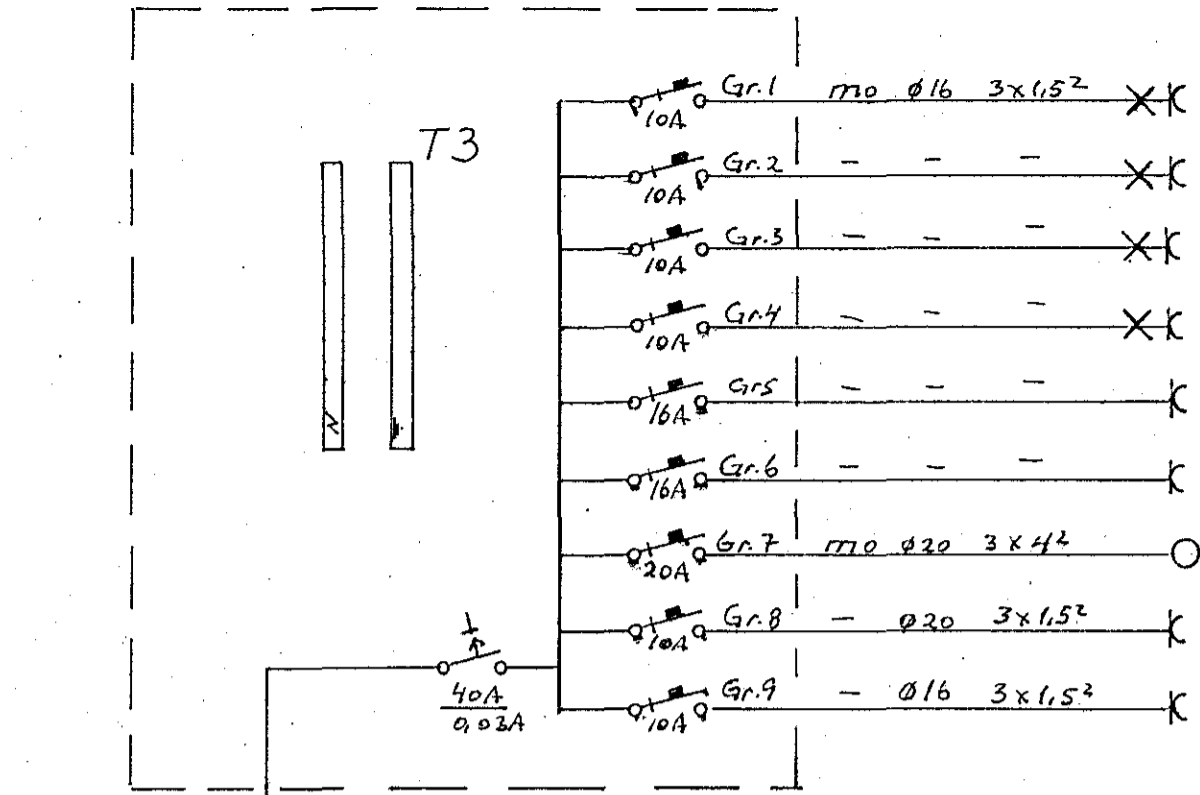 Gr.1 mo ø16 3x1,5²
10A
T3
Gr.2 - - -
10A
Gr.3 - - -
10A
Gr.4 - - -
10A
Gr5 - - -
16A
Gr.6 - - -
16A
Gr.7 mo ø20 3x4²
20A
Gr.8 - ø20 3x1,5²
10A
Gr.9 - ø16 3x1,5²
10A
40A
0,03A
N